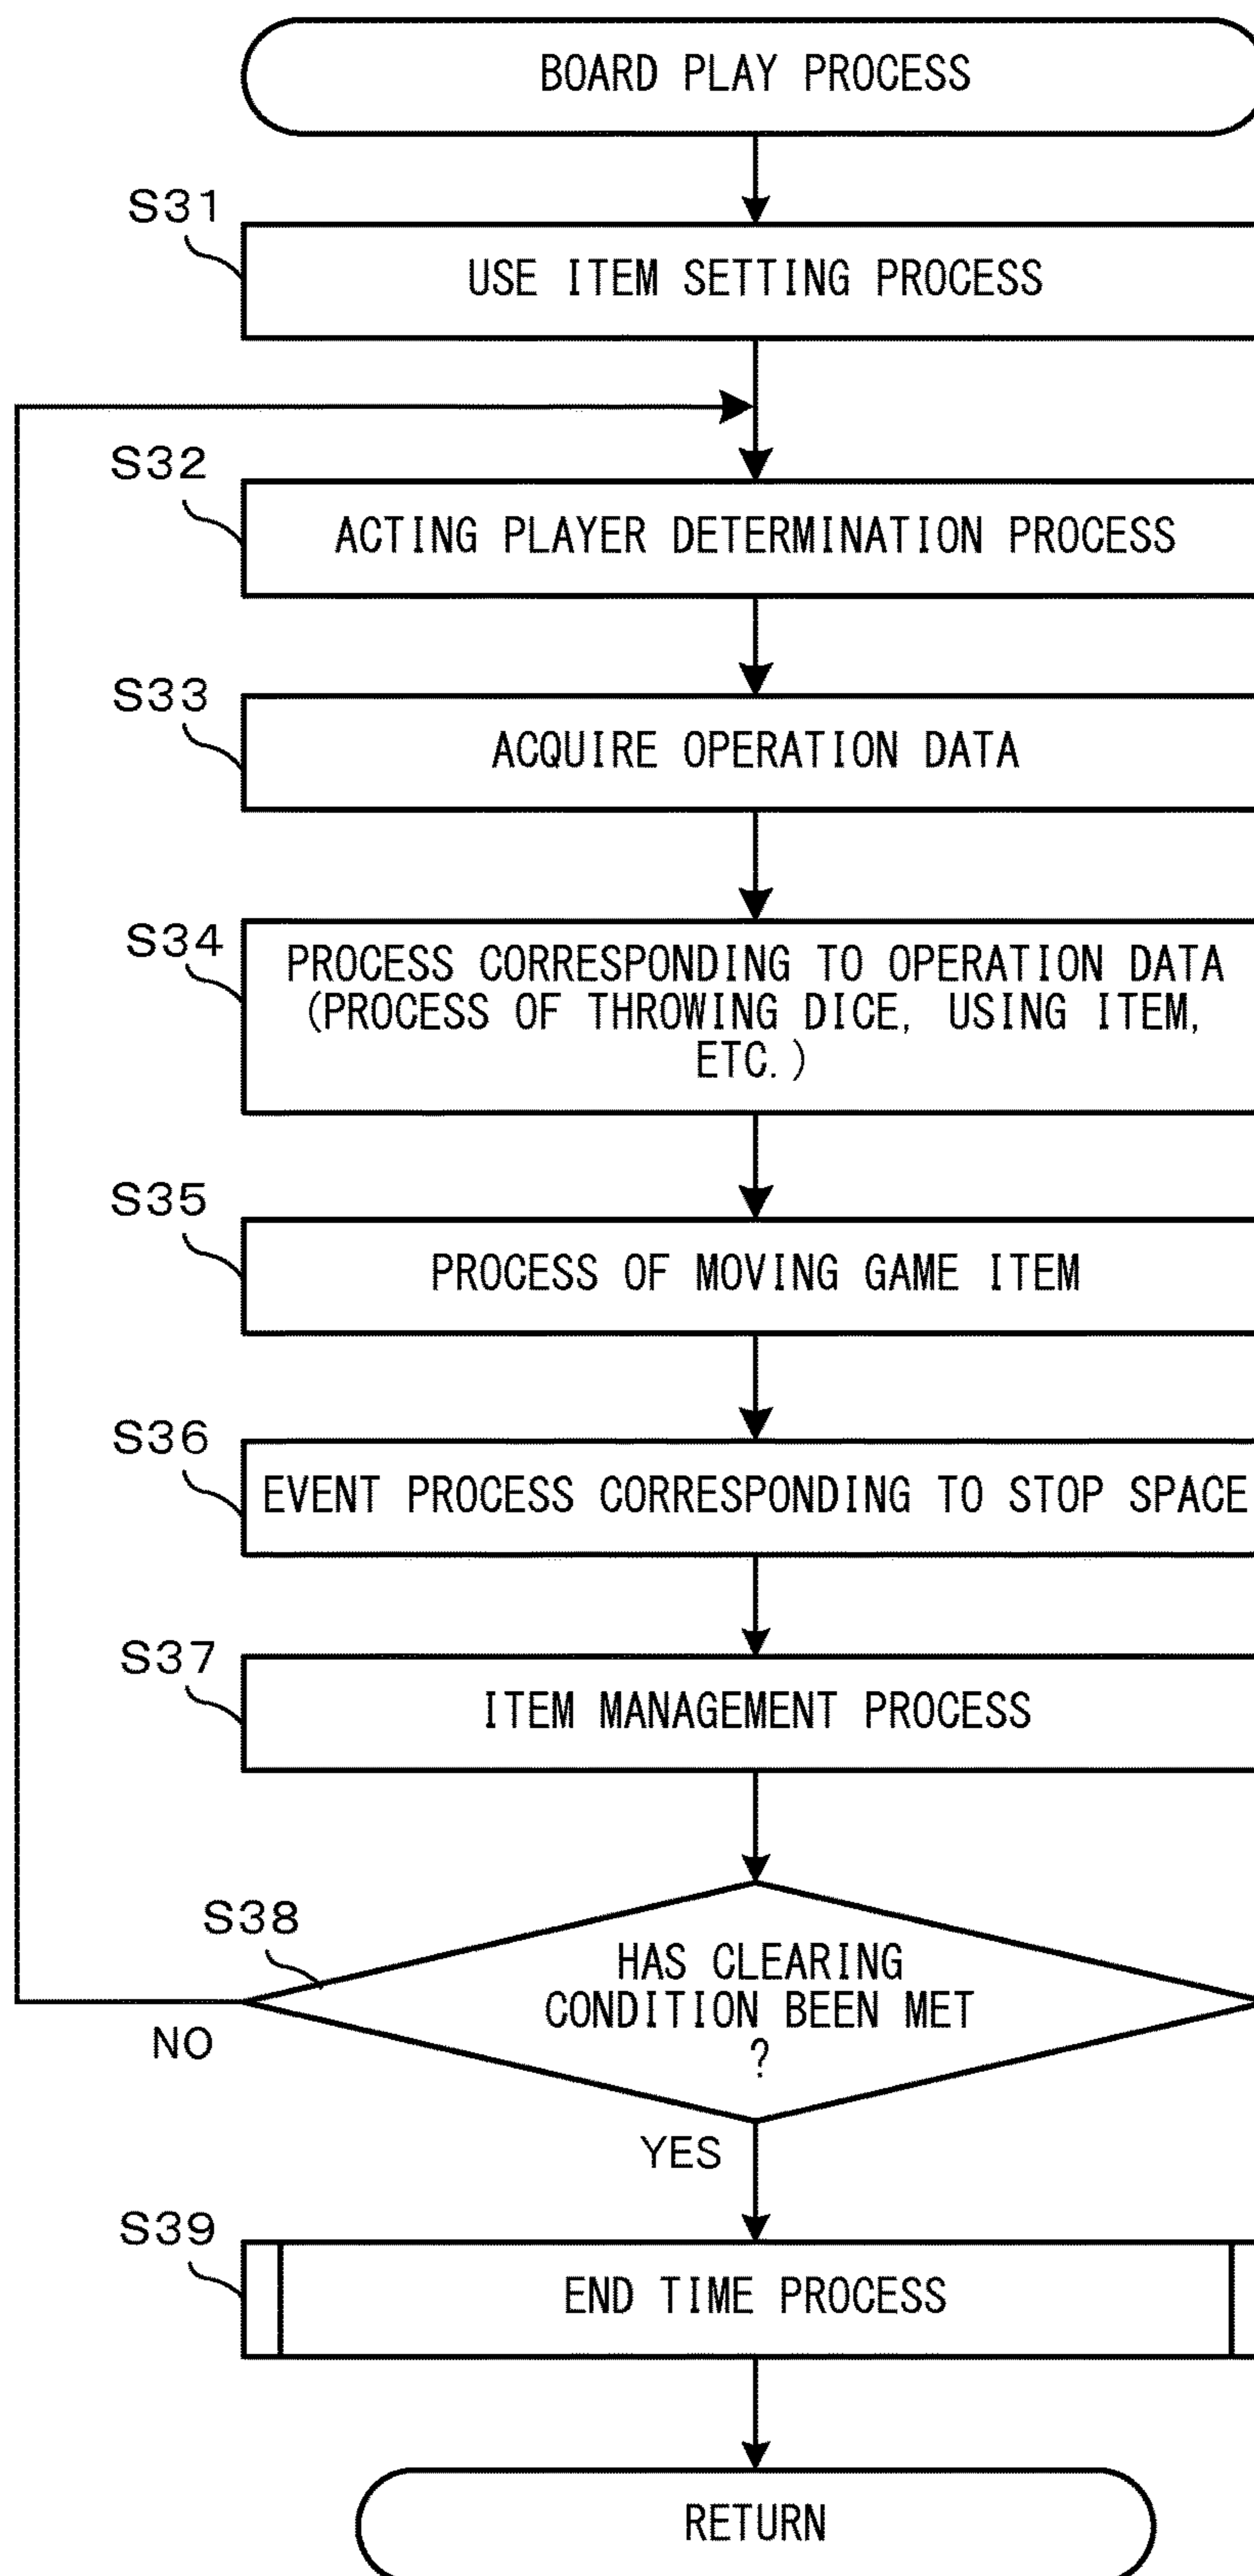 BOARD PLAY PROCESS
S31
USE ITEM SETTING PROCESS
S32
ACTING PLAYER DETERMINATION PROCESS
S33
ACQUIRE OPERATION DATA
S34
PROCESS CORRESPONDING TO OPERATION DATA
(PROCESS OF THROWING DICE, USING ITEM,
ETC.)
S35
PROCESS OF MOVING GAME ITEM
S36
EVENT PROCESS CORRESPONDING TO STOP SPACE
S37
ITEM MANAGEMENT PROCESS
S38
HAS CLEARING
CONDITION BEEN MET
?
NO
YES
S39
END TIME PROCESS
RETURN